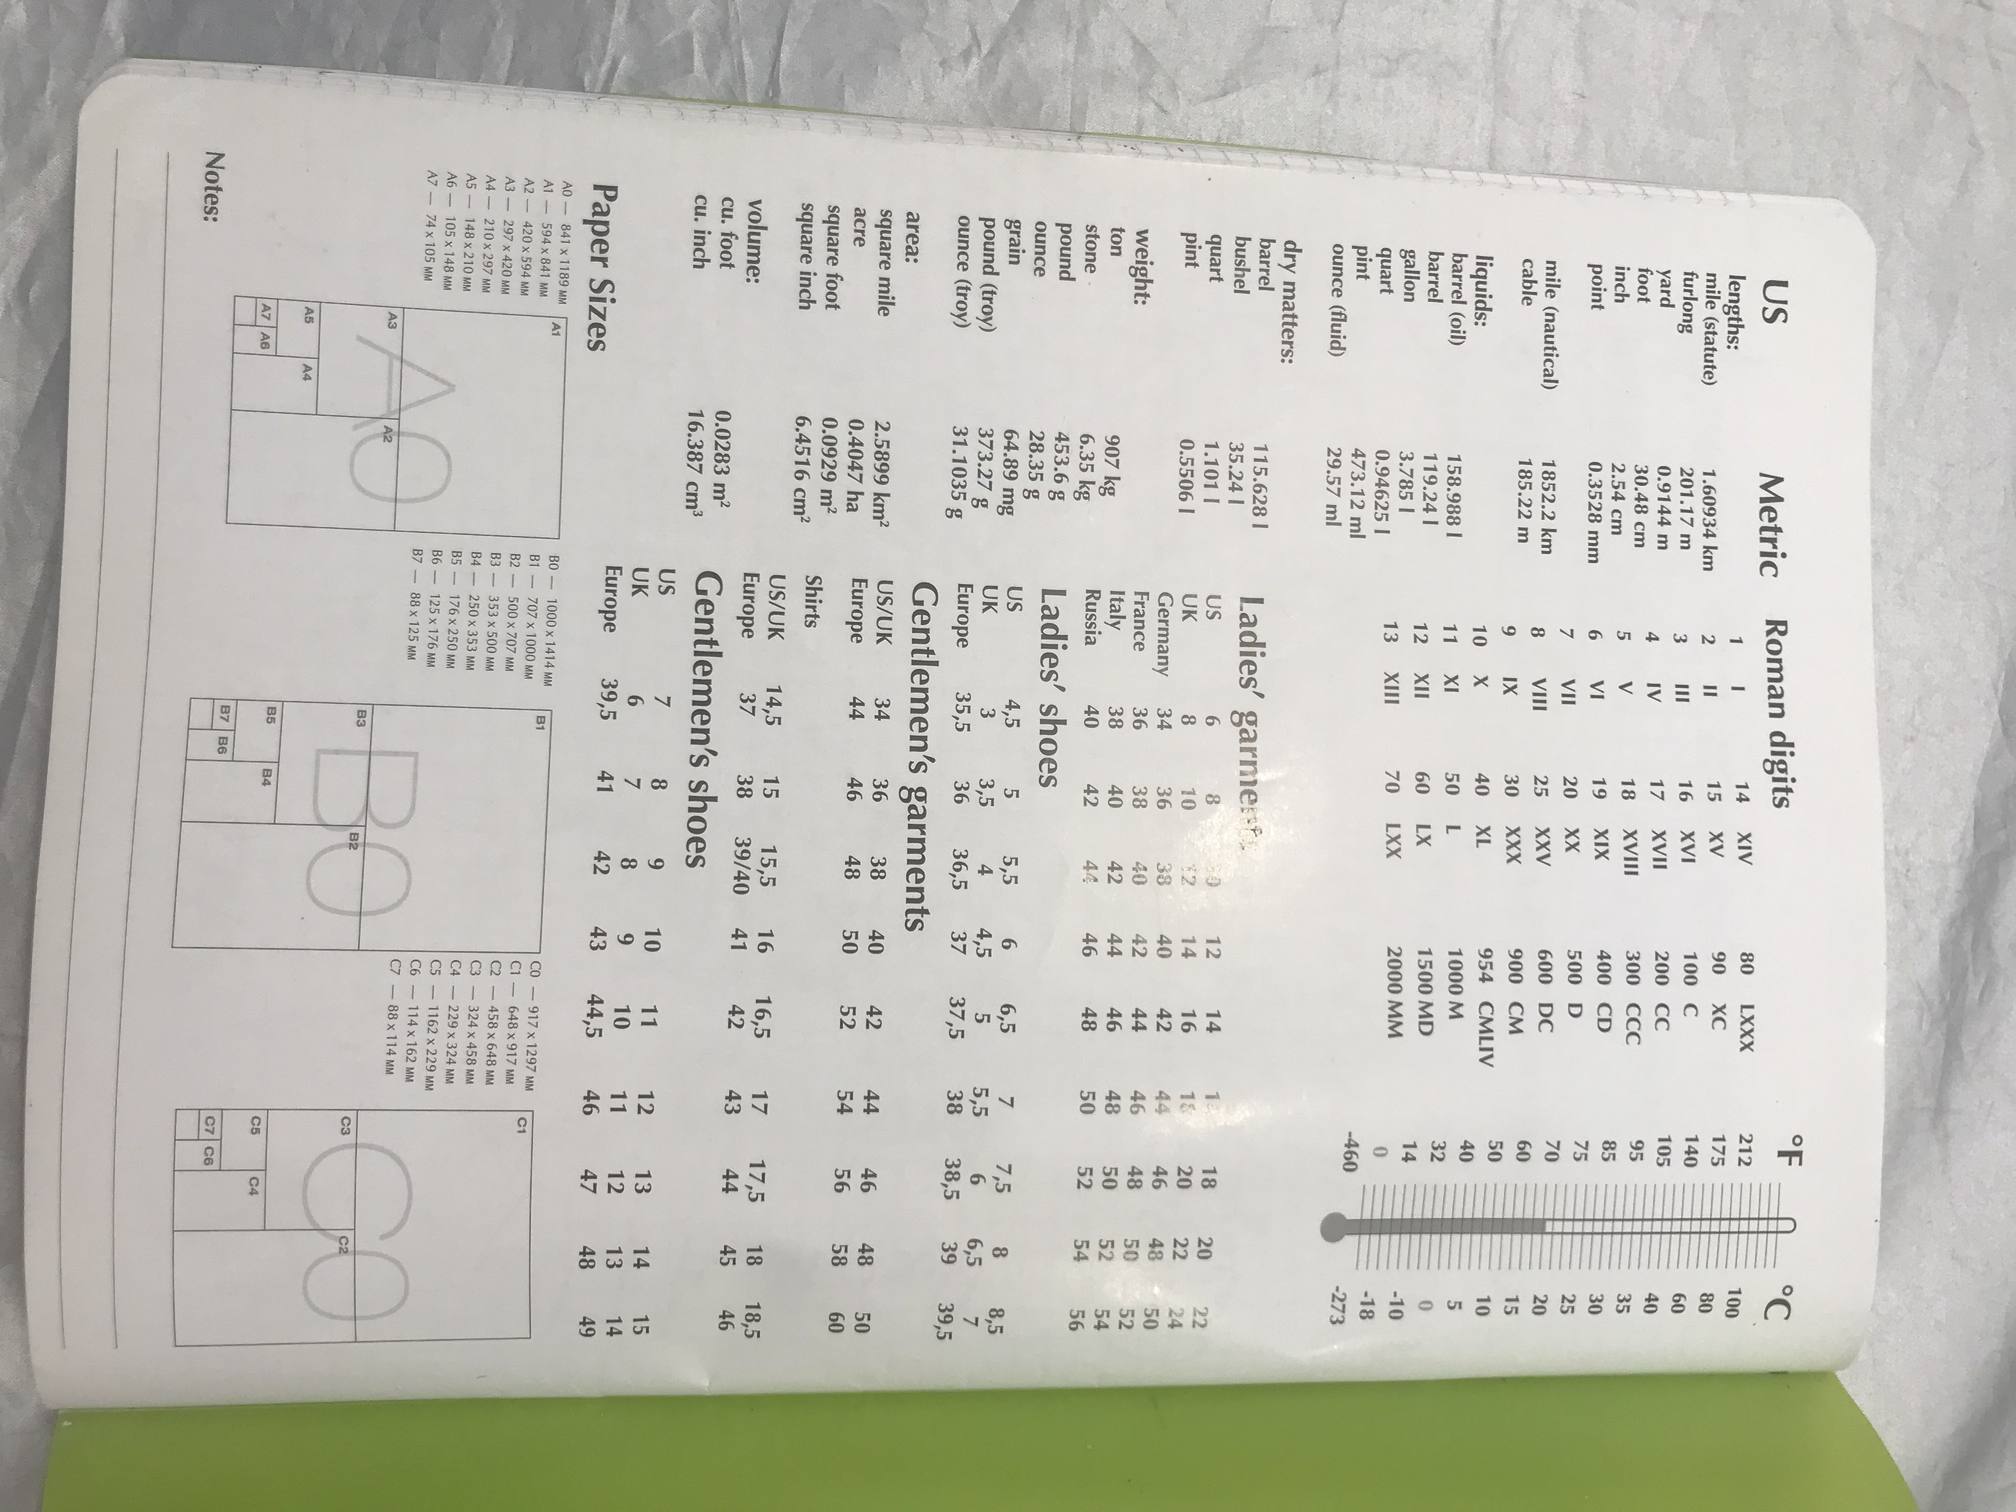 US Metric
lengths:
mile (statute) 1.60934 km
furlong 201.17 m
yard 0.9144 m
foot 30.48 cm
inch 2.54 cm
point 0.3528 mm
mile (nautical) 1852.2 km
cable 185.22 m
liquids:
barrel (oil) 158.988 l
barrel 119.24 l
gallon 3.785 l
quart 0.94625 l
pint 473.12 ml
ounce (fluid) 29.57 ml
dry matters:
barrel 115.628 l
bushel 35.24 l
quart 1.101 l
pint 0.5506 l
weight:
ton 907 kg
stone 6.35 kg
pound 453.6 g
ounce 28.35 g
grain 64.89 mg
pound (troy) 373.27 g
ounce (troy) 31.1035 g
area:
square mile 2.5899 km²
acre 0.4047 ha
square foot 0.0929 m²
square inch 6.4516 cm²
volume:
cu. foot 0.0283 m²
cu. inch 16.387 cm³
Roman digits
1 I 14 XIV 80 LXXX
2 II 15 XV 90 XC
3 III 16 XVI 100 C
4 IV 17 XVII 200 CC
5 V 18 XVIII 300 CCC
6 VI 19 XIX 400 CD
7 VII 20 XX 500 D
8 VIII 25 XXV 600 DC
9 IX 30 XXX 900 CM
10 X 40 XL 954 CMLIV
11 XI 50 L 1000 M
12 XII 60 LX 1500 MD
13 XIII 70 LXX 2000 MM
°F °C
212 100
175 80
140 60
105 40
95 35
85 30
75 25
70 20
60 15
50 10
40 5
32 0
14 -10
0 -18
-460 -273
Ladies' garments
US 6 8 12 14 18 20 22
UK 8 10 12 14 16 18 20 22 24
Germany 34 36 38 40 42 44 46 48 50
France 36 38 40 42 44 46 48 50 52
Italy 38 40 42 44 46 48 50 52 54
Russia 40 42 44 46 48 50 52 54 56
Ladies' shoes
US 4,5 5 5,5 6 6,5 7 7,5 8 8,5
UK 3 3,5 4 4,5 5 5,5 6 6,5 7
Europe 35,5 36 36,5 37 37,5 38 38,5 39 39,5
Gentlemen's garments
US/UK 34 36 38 40 42 44 46 48 50
Europe 44 46 48 50 52 54 56 58 60
Shirts
US/UK 14,5 15 15,5 16 16,5 17 17,5 18 18,5
Europe 37 38 39/40 41 42 43 44 45 46
Gentlemen's shoes
US 7 8 9 10 11 12 13 14 15
UK 6 7 8 9 10 11 12 13 14
Europe 39,5 41 42 43 44,5 46 47 48 49
Paper Sizes
A0 — 841 x 1189 MM
A1 — 594 x 841 MM
A2 — 420 x 594 MM
A3 — 297 x 420 MM
A4 — 210 x 297 MM
A5 — 148 x 210 MM
A6 — 105 x 148 MM
A7 — 74 x 105 MM
A1
A0
A3
A2
A5
A4
A7 A6
B0 — 1000 x 1414 MM
B1 — 707 x 1000 MM
B2 — 500 x 707 MM
B3 — 353 x 500 MM
B4 — 250 x 353 MM
B5 — 176 x 250 MM
B6 — 125 x 176 MM
B7 — 88 x 125 MM
B1
B0
B3
B2
B5
B4
B7 B6
C0 — 917 x 1297 MM
C1 — 648 x 917 MM
C2 — 458 x 648 MM
C3 — 324 x 458 MM
C4 — 229 x 324 MM
C5 — 1162 x 229 MM
C6 — 114 x 162 MM
C7 — 88 x 114 MM
C1
C0
C3
C2
C5
C4
C7 C6
Notes: